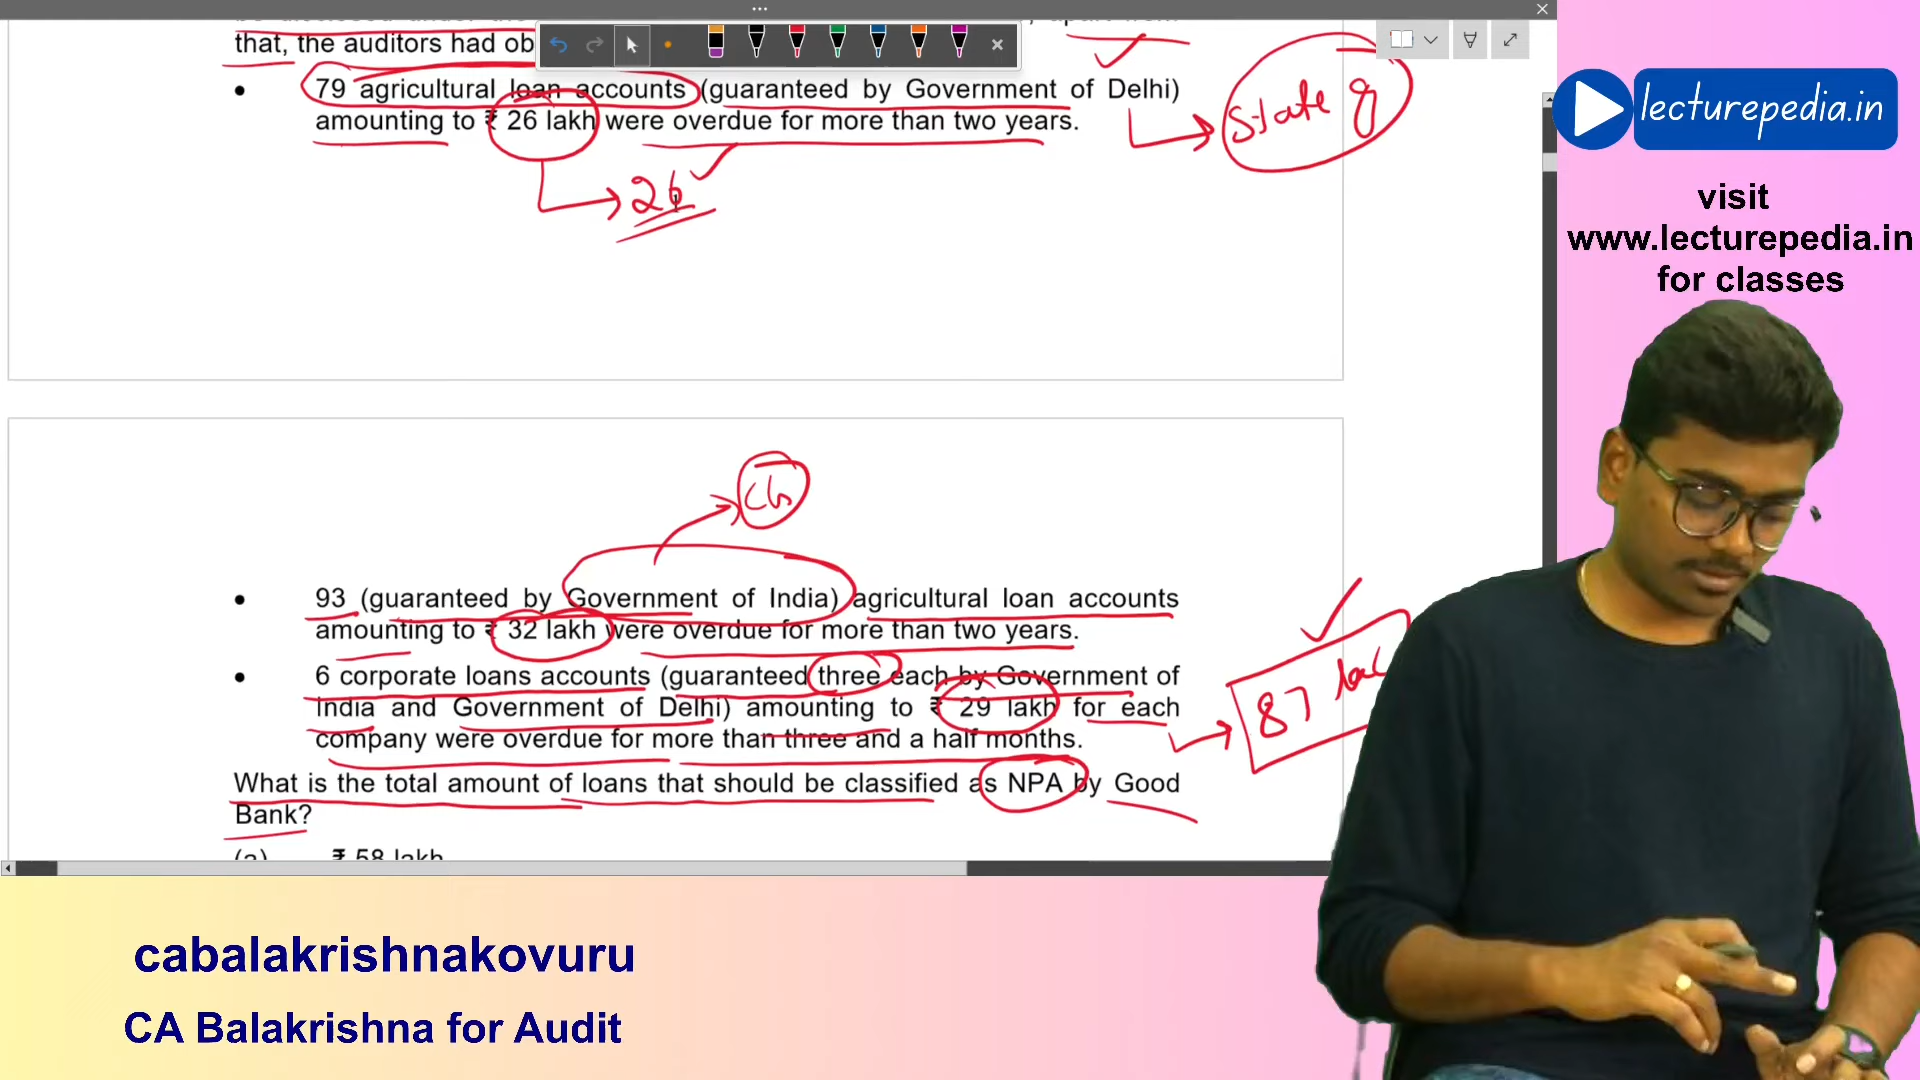 that, the auditors had ob
• 79 agricultural loan accounts (guaranteed by Government of Delhi)
amounting to ₹ 26 lakh were overdue for more than two years.
State g
26
CG
• 93 (guaranteed by Government of India) agricultural loan accounts
amounting to ₹ 32 lakh were overdue for more than two years.
• 6 corporate loans accounts (guaranteed three each by Government of
India and Government of Delhi) amounting to ₹ 29 lakh for each
company were overdue for more than three and a half months.
87 lac
What is the total amount of loans that should be classified as NPA by Good
Bank?
(a) ₹ 58 lakh
lecturepedia.in
visit
www.lecturepedia.in
for classes
cabalakrishnakovuru
CA Balakrishna for Audit